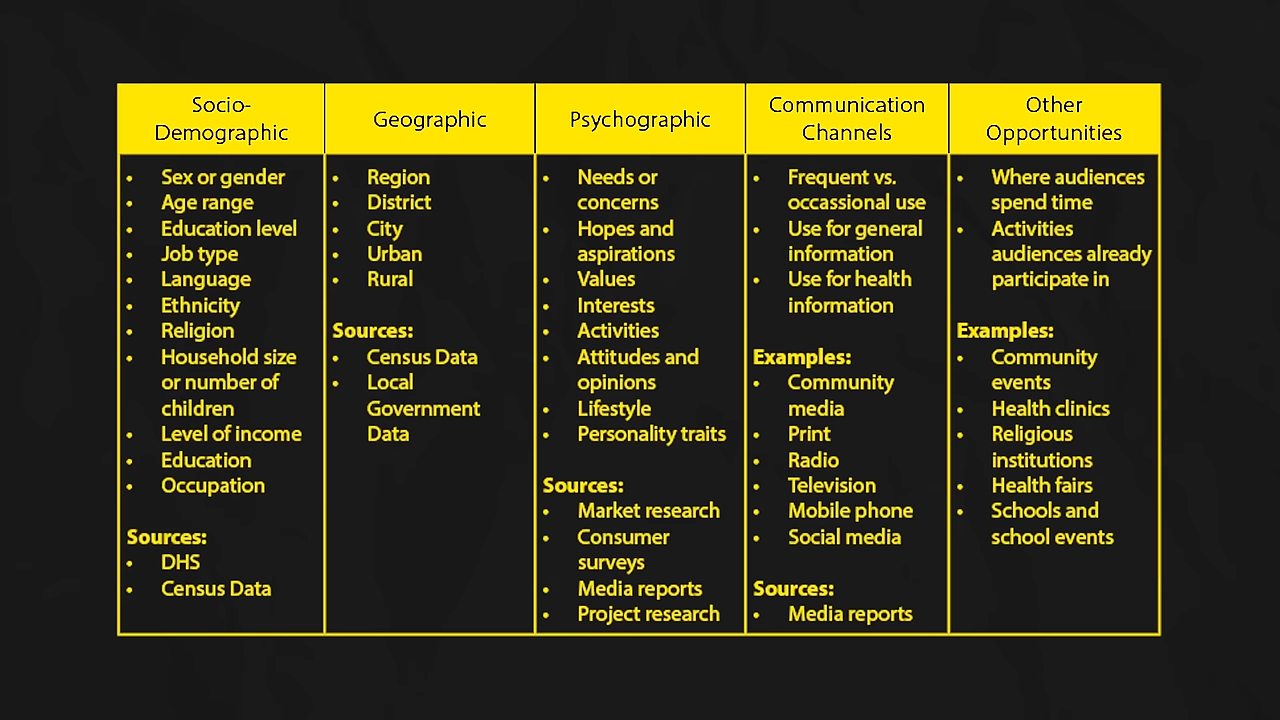 Socio-
Demographic
Geographic
Psychographic
Communication
Channels
Other
Opportunities
• Sex or gender
• Age range
• Education level
• Job type
• Language
• Ethnicity
• Religion
• Household size
or number of
children
• Level of income
• Education
• Occupation
Sources:
• DHS
• Census Data
• Region
• District
• City
• Urban
• Rural
Sources:
• Census Data
• Local
Government
Data
• Needs or
concerns
• Hopes and
aspirations
• Values
• Interests
• Activities
• Attitudes and
opinions
• Lifestyle
• Personality traits
Sources:
• Market research
• Consumer
surveys
• Media reports
• Project research
• Frequent vs.
occassional use
• Use for general
information
• Use for health
information
Examples:
• Community
media
• Print
• Radio
• Television
• Mobile phone
• Social media
Sources:
• Media reports
• Where audiences
spend time
• Activities
audiences already
participate in
Examples:
• Community
events
• Health clinics
• Religious
institutions
• Health fairs
• Schools and
school events